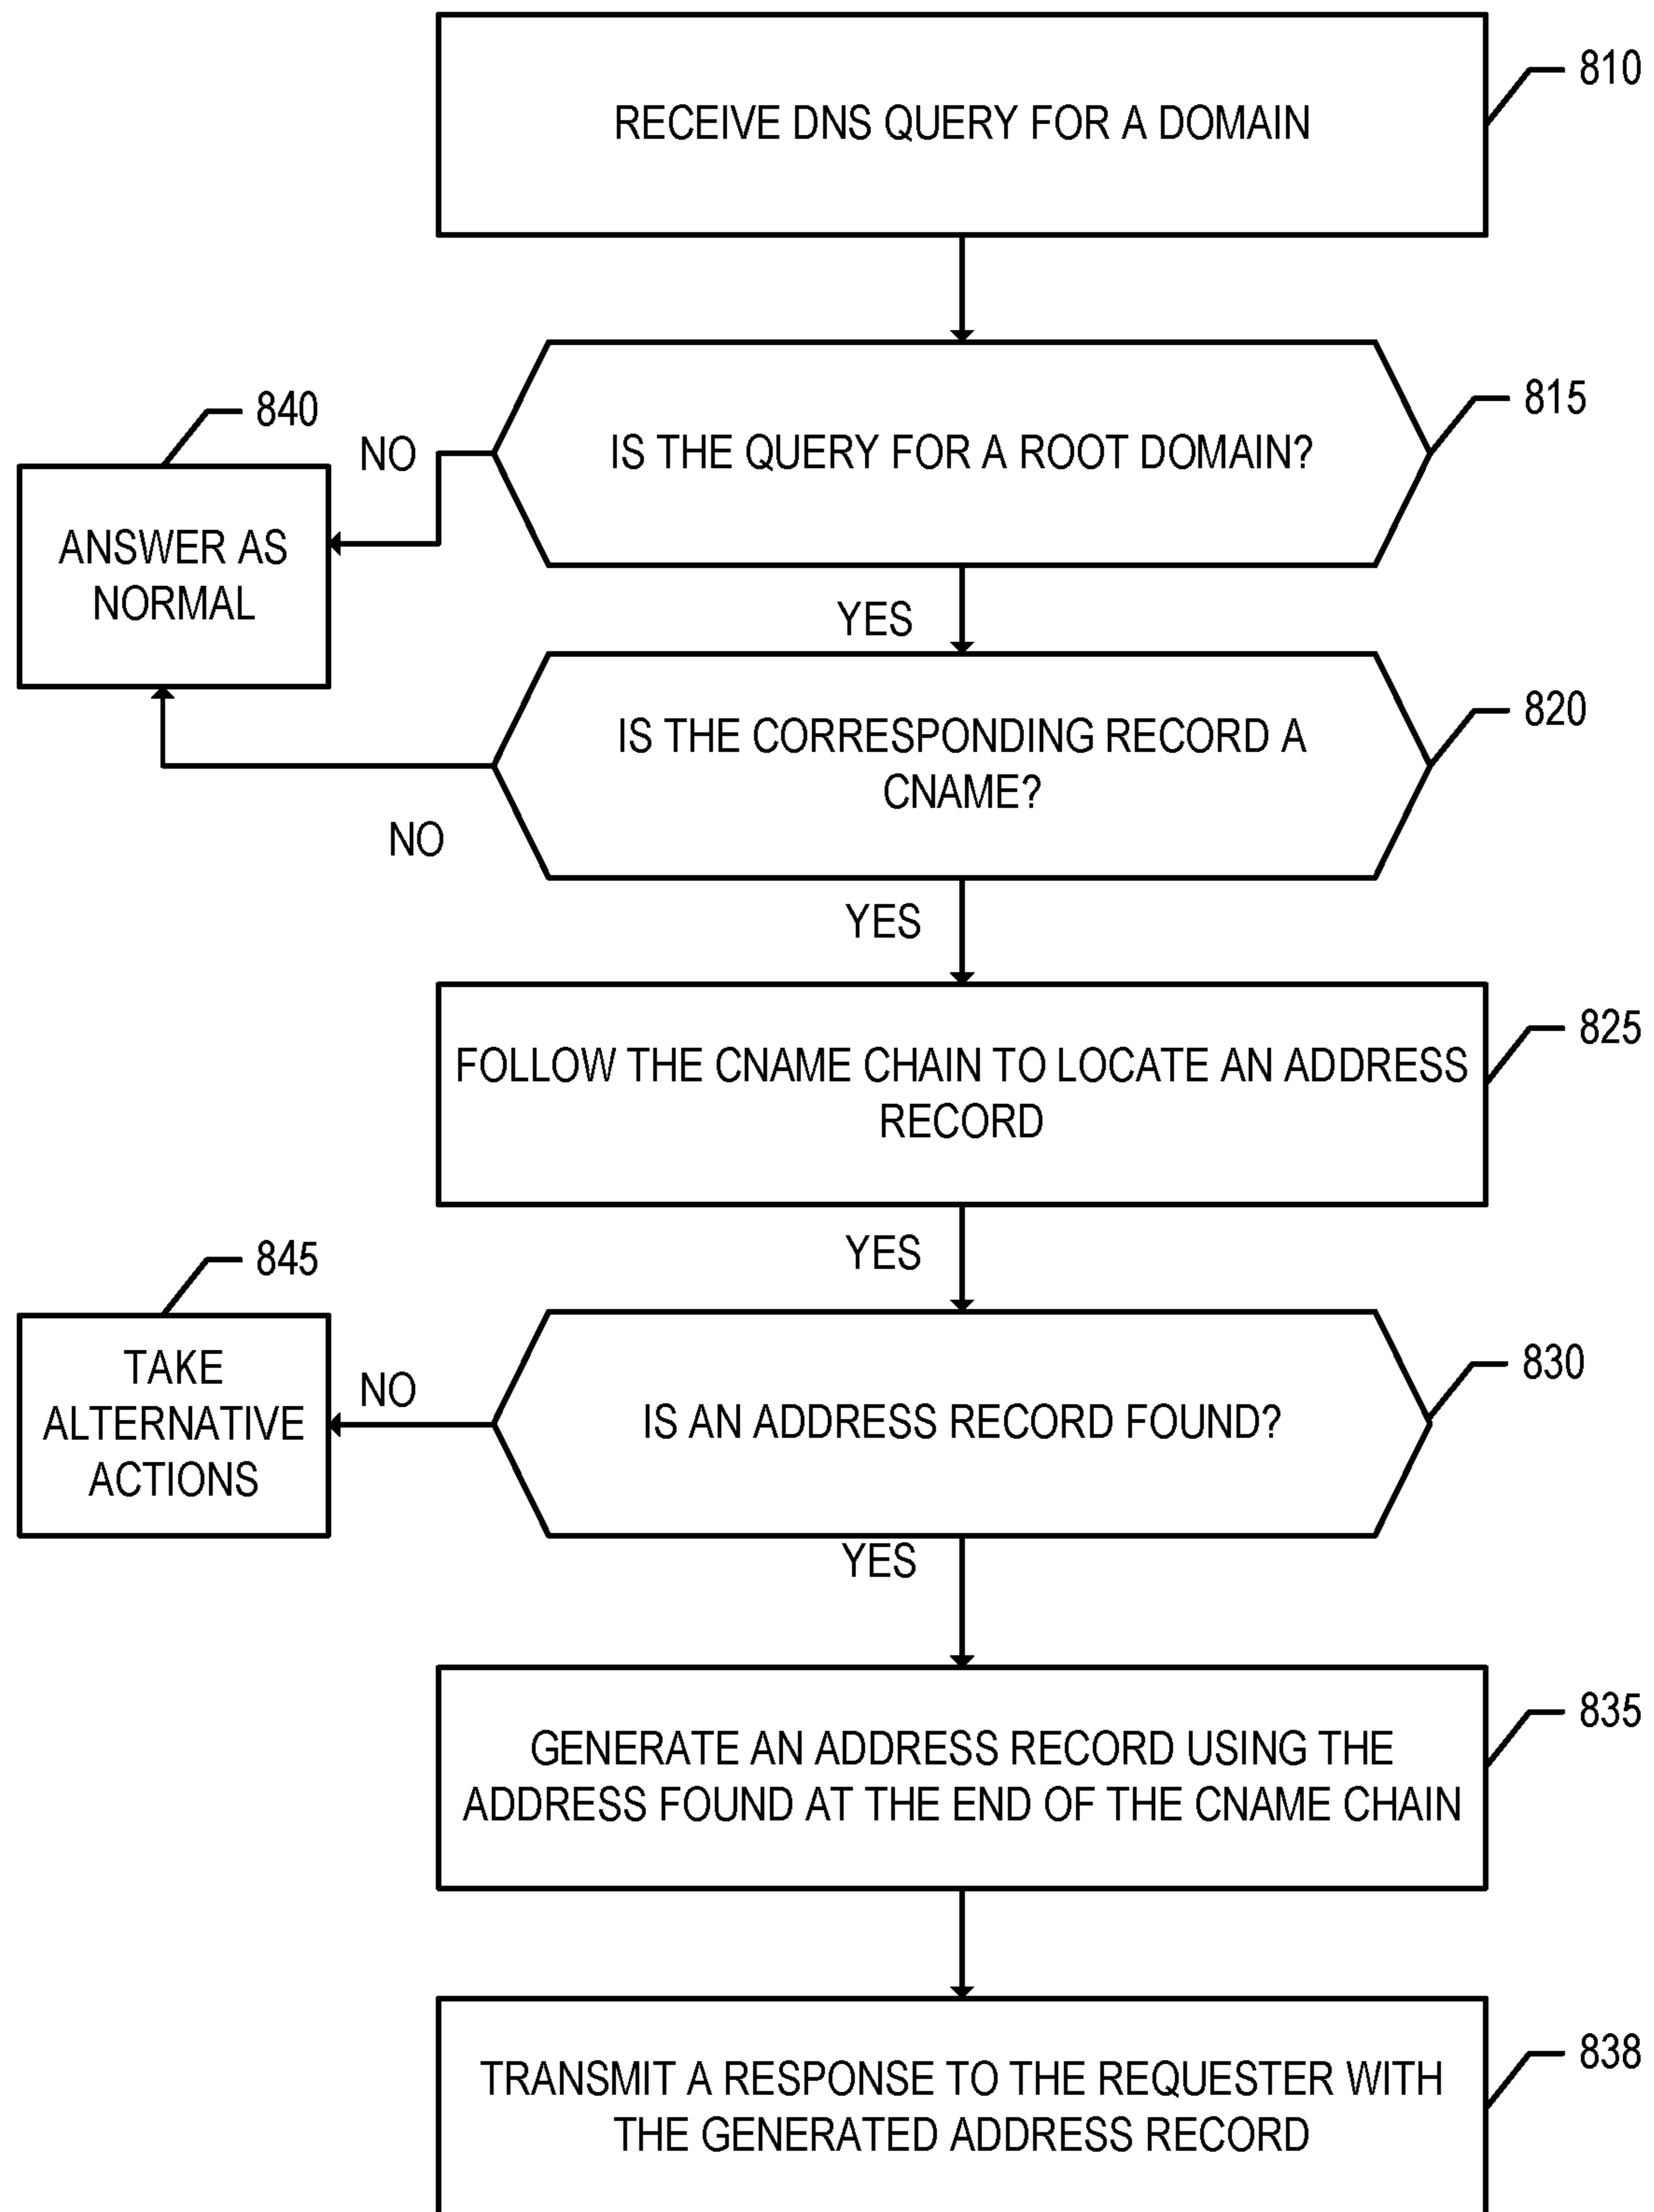 RECEIVE DNS QUERY FOR A DOMAIN
810
IS THE QUERY FOR A ROOT DOMAIN?
815
NO
840
ANSWER AS
NORMAL
YES
IS THE CORRESPONDING RECORD A
CNAME?
820
NO
YES
FOLLOW THE CNAME CHAIN TO LOCATE AN ADDRESS
RECORD
825
YES
IS AN ADDRESS RECORD FOUND?
830
NO
845
TAKE
ALTERNATIVE
ACTIONS
YES
GENERATE AN ADDRESS RECORD USING THE
ADDRESS FOUND AT THE END OF THE CNAME CHAIN
835
TRANSMIT A RESPONSE TO THE REQUESTER WITH
THE GENERATED ADDRESS RECORD
838